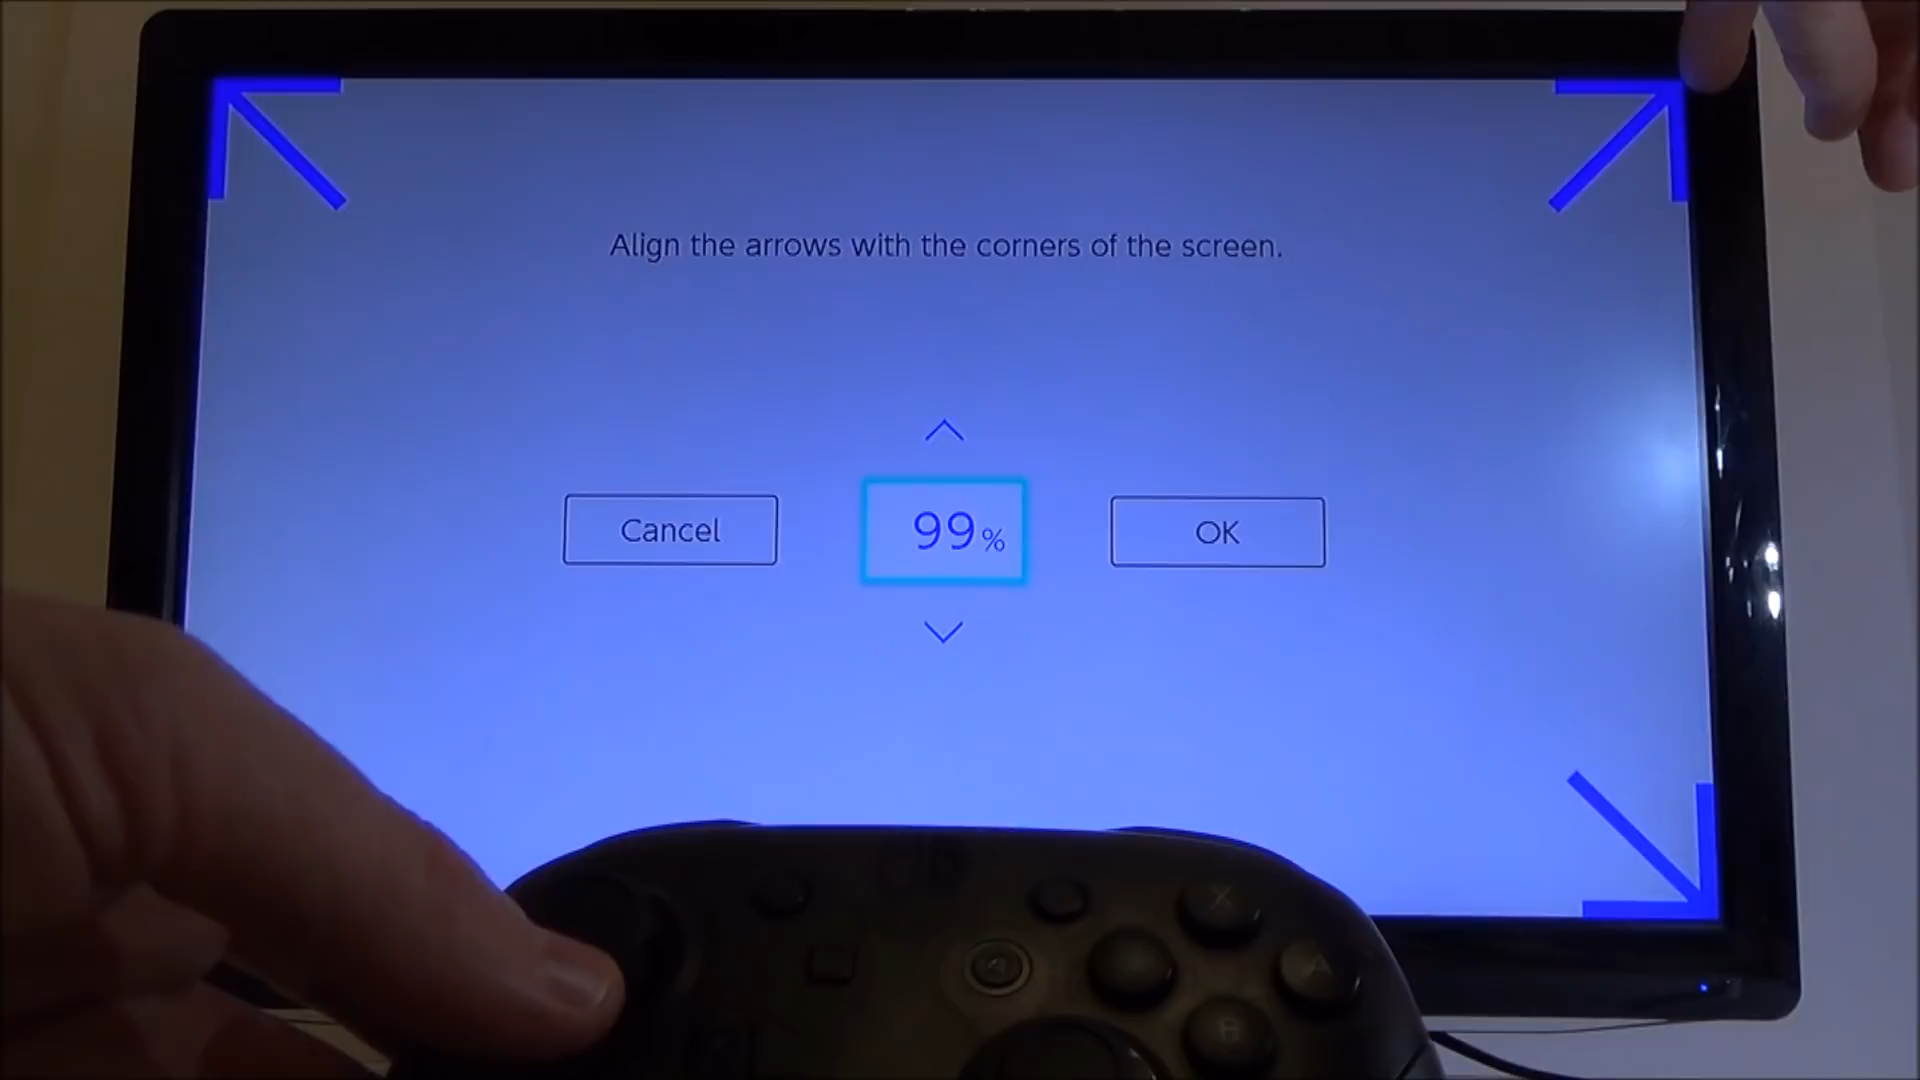 Align the arrows with the corners of the screen.
Cancel
99%
OK
X
A
B